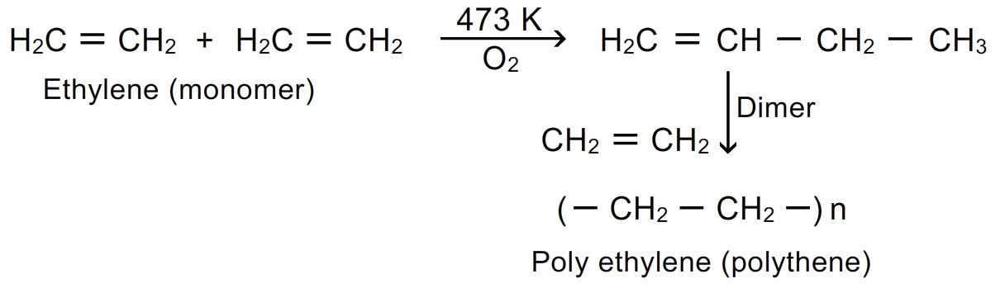 H₂C = CH₂ + H₂C = CH₂ 473 K O₂ H₂C = CH − CH₂ − CH₃
Ethylene (monomer)
Dimer
CH₂ = CH₂
(− CH₂ − CH₂ −) n
Poly ethylene (polythene)